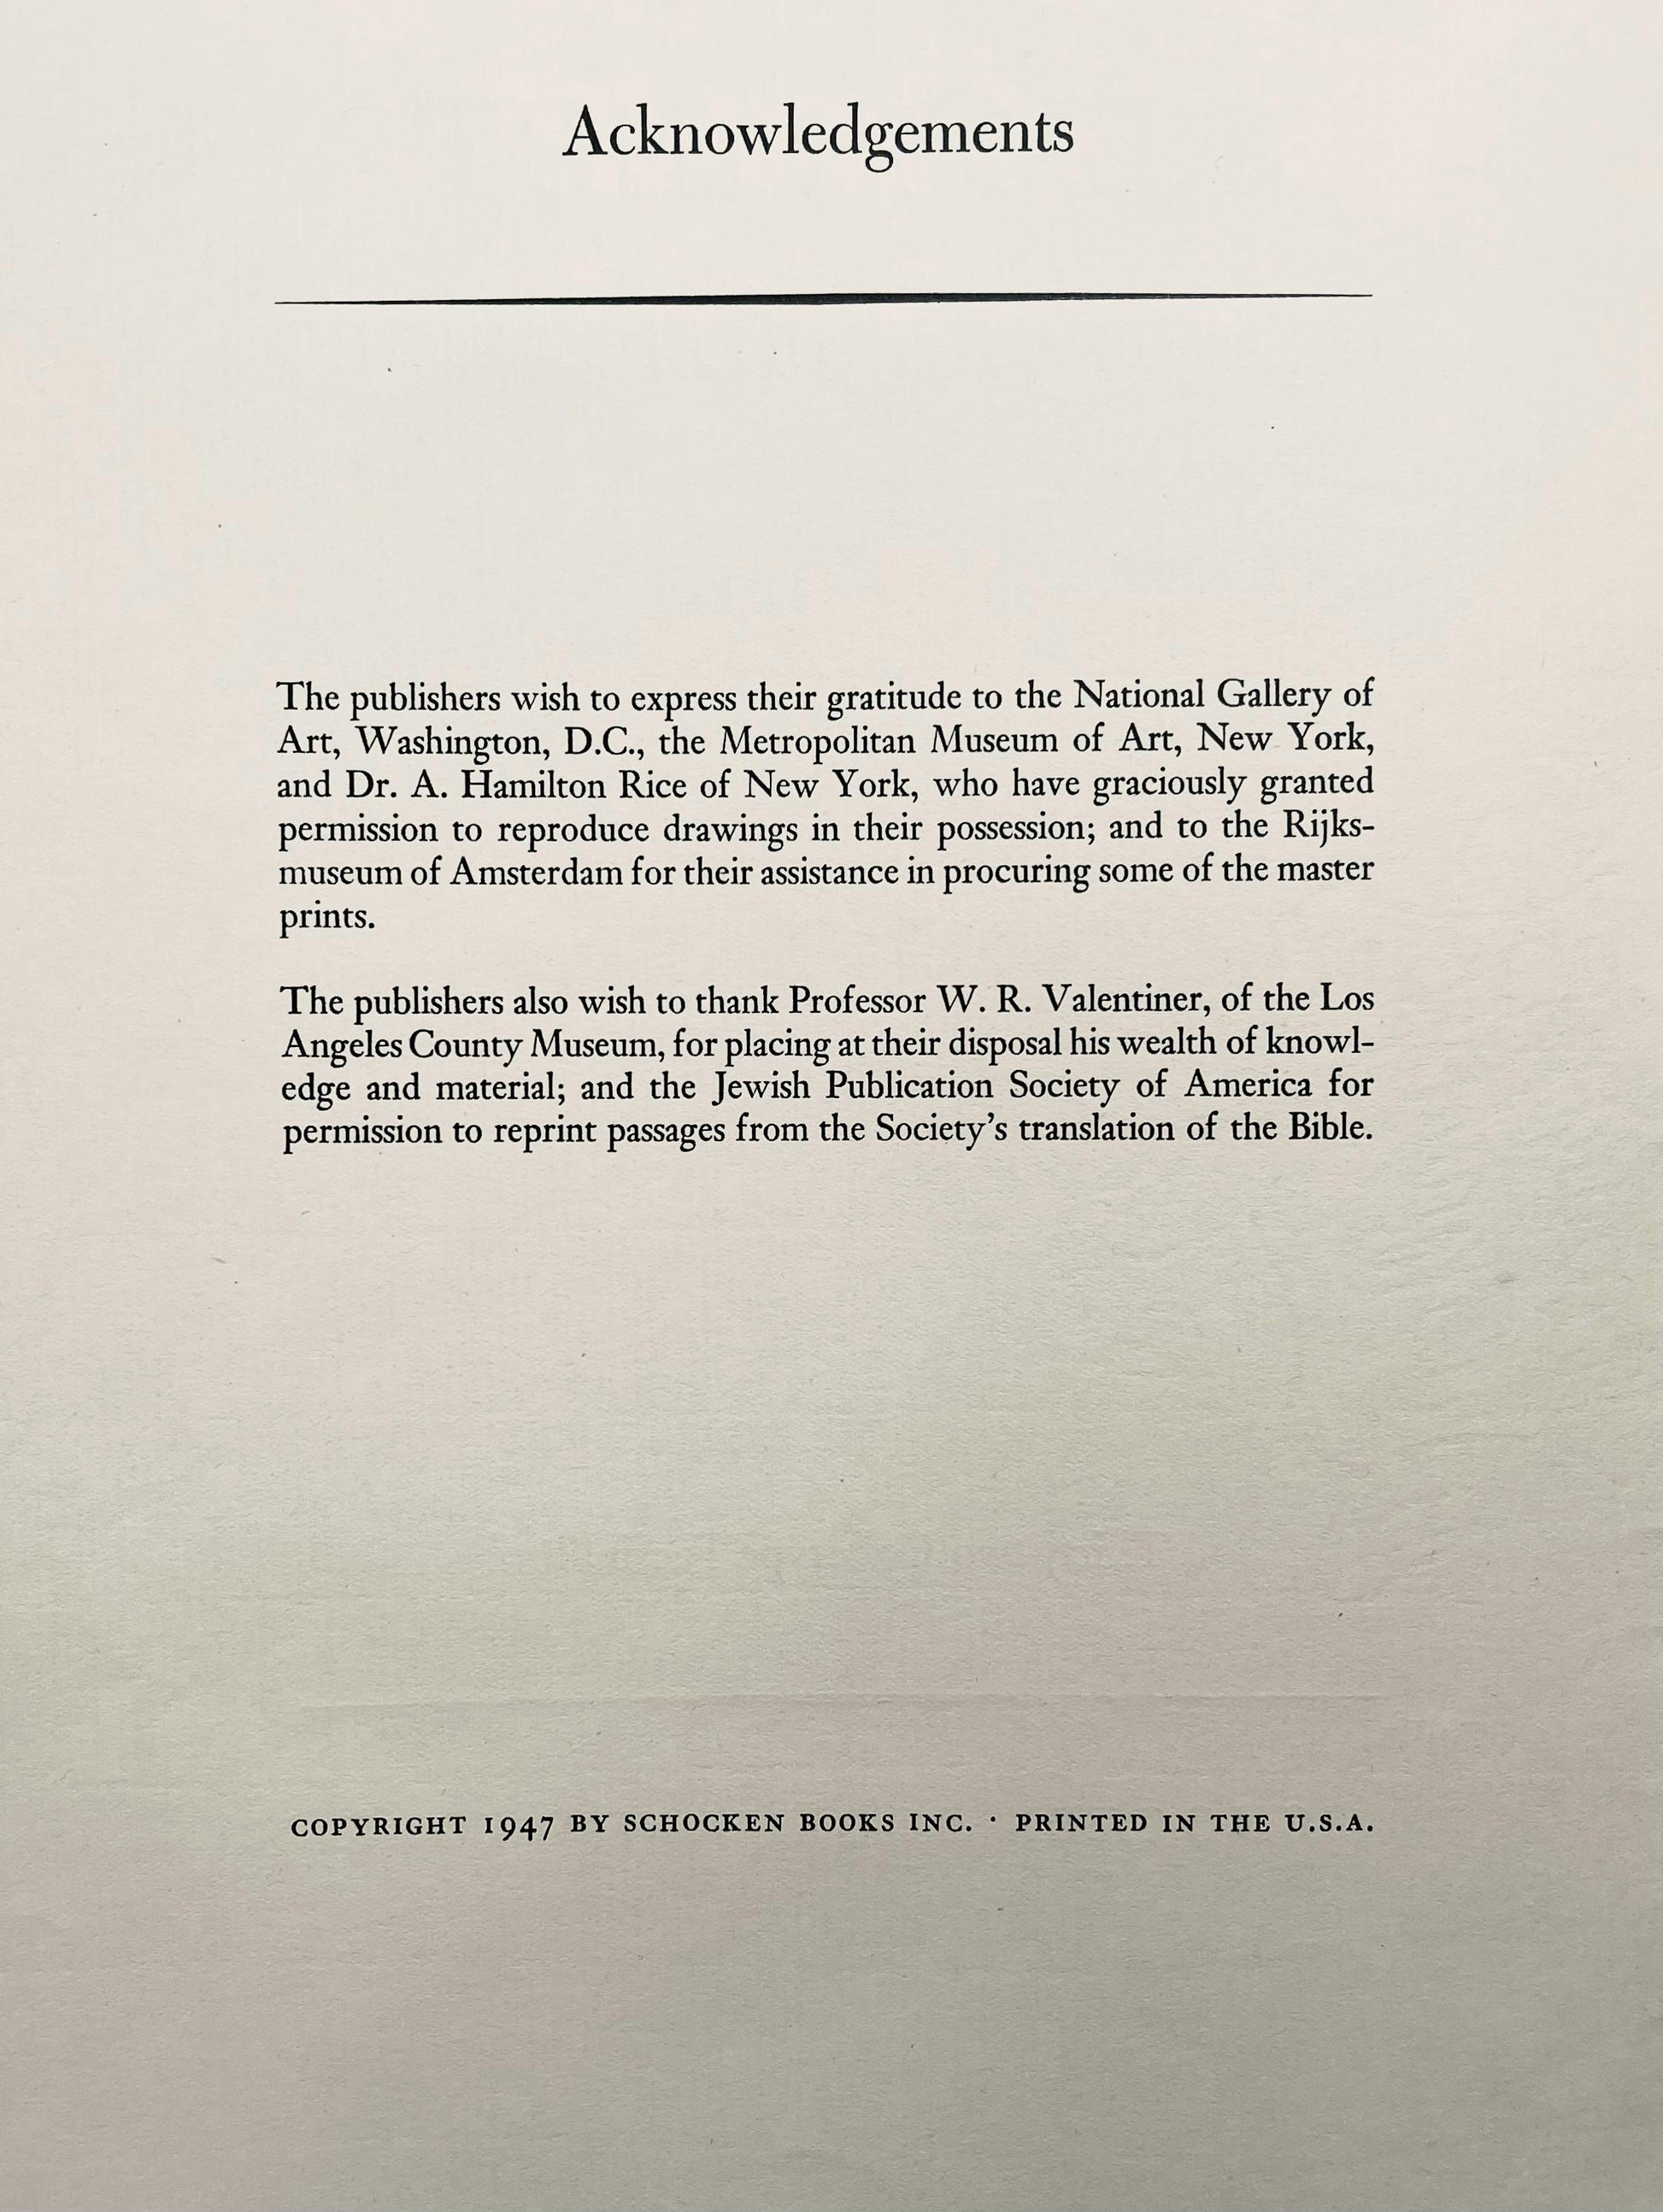 Acknowledgements
The publishers wish to express their gratitude to the National Gallery of
Art, Washington, D.C., the Metropolitan Museum of Art, New York,
and Dr. A. Hamilton Rice of New York, who have graciously granted
permission to reproduce drawings in their possession; and to the Rijks-
museum of Amsterdam for their assistance in procuring some of the master
prints.
The publishers also wish to thank Professor W. R. Valentiner, of the Los
Angeles County Museum, for placing at their disposal his wealth of knowl-
edge and material; and the Jewish Publication Society of America for
permission to reprint passages from the Society’s translation of the Bible.
COPYRIGHT 1947 BY SCHOCKEN BOOKS INC. · PRINTED IN THE U.S.A.